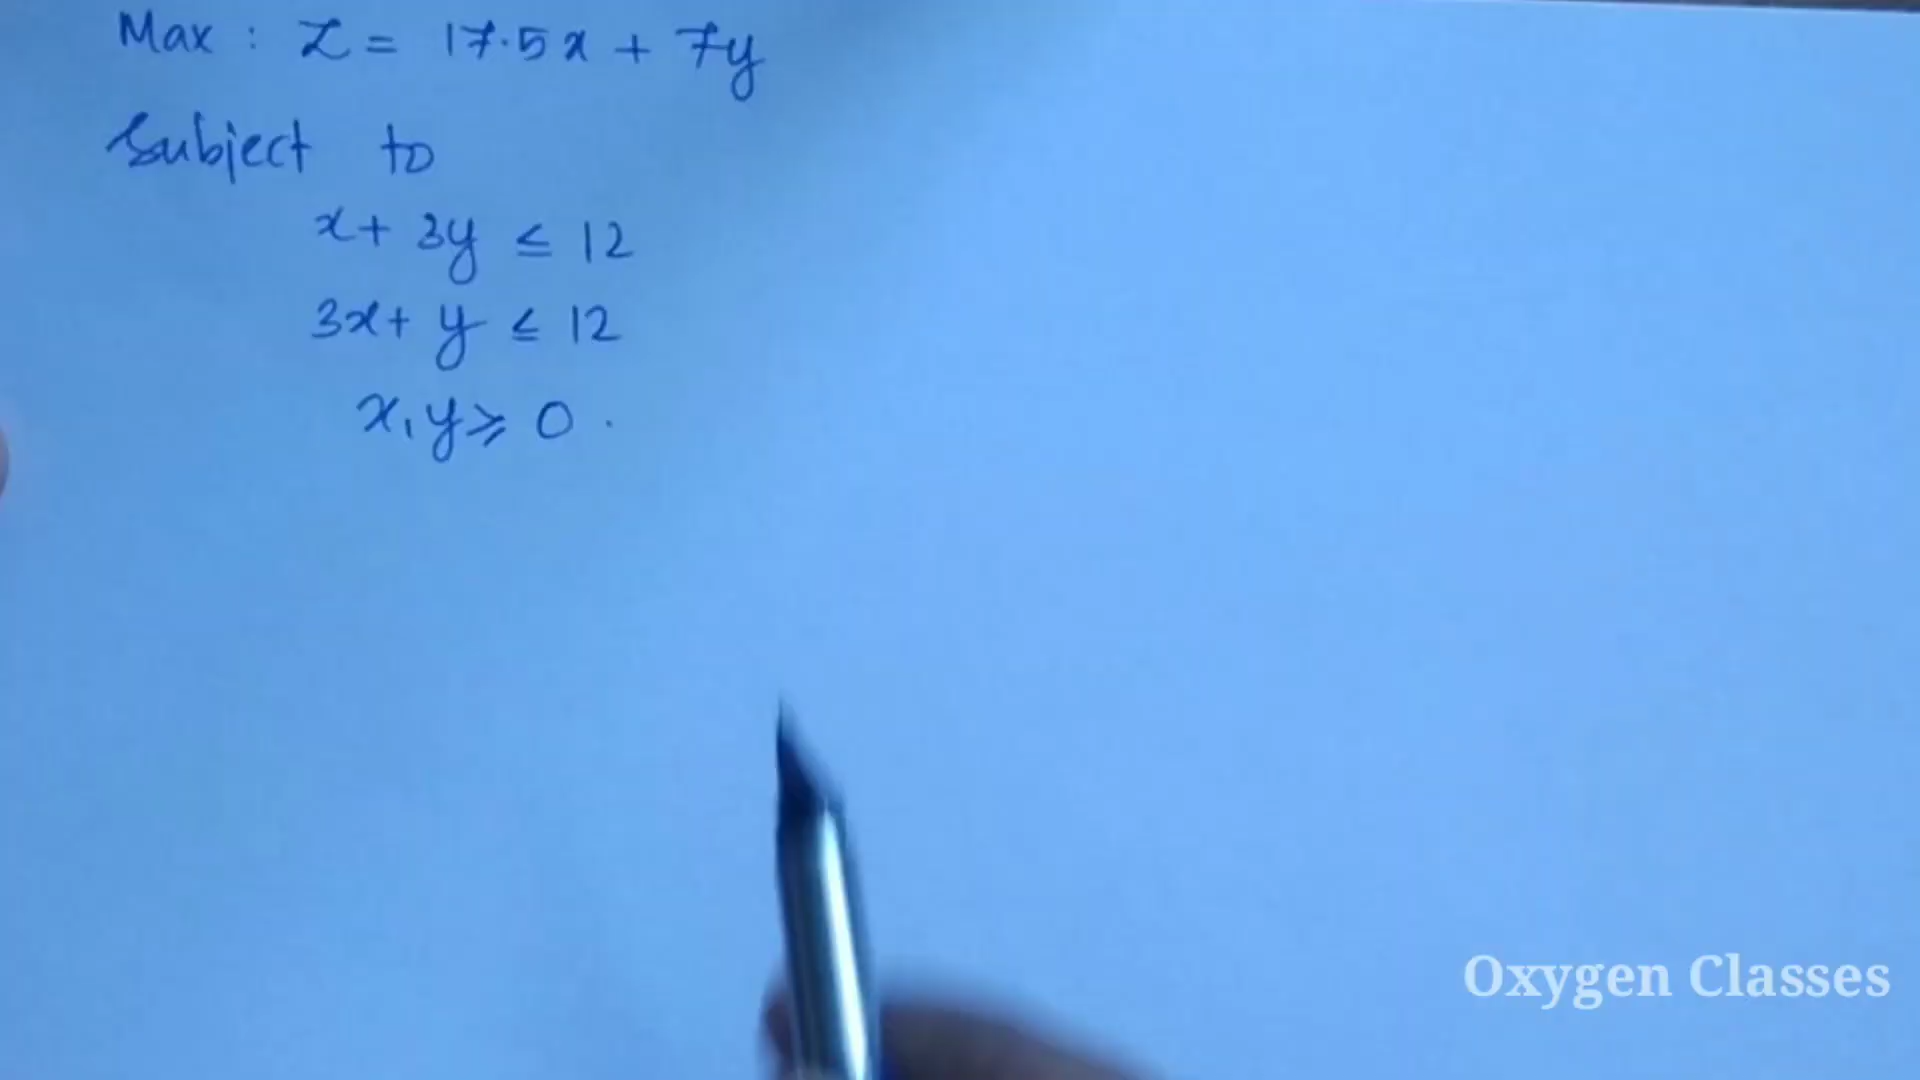 Max : Z = 17.5x + 7y
Subject to
x + 3y ≤ 12
3x + y ≤ 12
x, y ≥ 0 .
Oxygen Classes